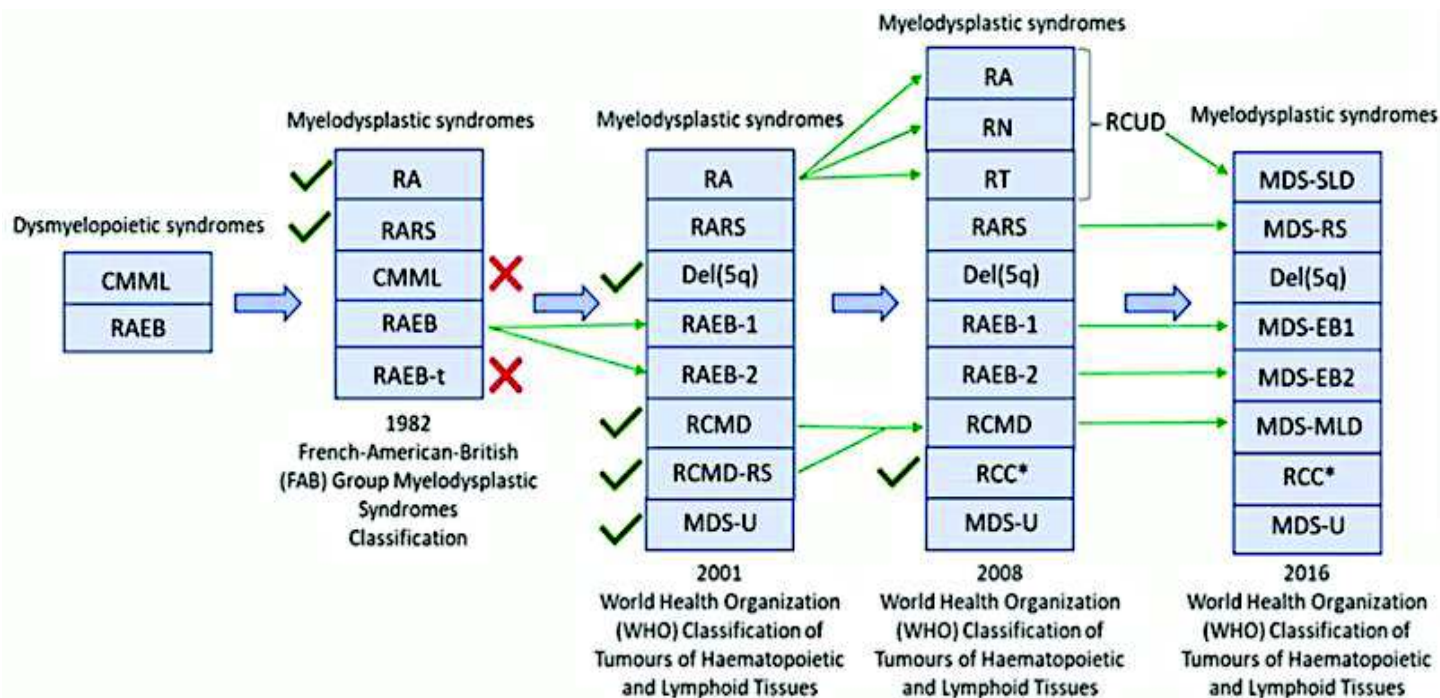 Dysmyelopoietic syndromes
CMML
RAEB
Myelodysplastic syndromes
RA
RARS
CMML
RAEB
RAEB-t
1982
French-American-British
(FAB) Group Myelodysplastic
Syndromes
Classification
Myelodysplastic syndromes
RA
RARS
Del(5q)
RAEB-1
RAEB-2
RCMD
RCMD-RS
MDS-U
2001
World Health Organization
(WHO) Classification of
Tumours of Haematopoietic
and Lymphoid Tissues
Myelodysplastic syndromes
RA
RN
RT
RCUD
RARS
Del(5q)
RAEB-1
RAEB-2
RCMD
RCC*
MDS-U
2008
World Health Organization
(WHO) Classification of
Tumours of Haematopoietic
and Lymphoid Tissues
Myelodysplastic syndromes
MDS-SLD
MDS-RS
Del(5q)
MDS-EB1
MDS-EB2
MDS-MLD
RCC*
MDS-U
2016
World Health Organization
(WHO) Classification of
Tumours of Haematopoietic
and Lymphoid Tissues